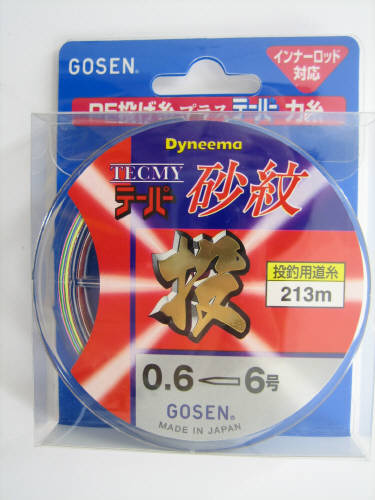 GOSEN®
インナーロッド
対応
PE投げ糸プラステーパー力糸
Dyneema
TECMY
テーパー 砂紋
投
投釣用道糸
213m
0.6 6号
GOSEN®
MADE IN JAPAN